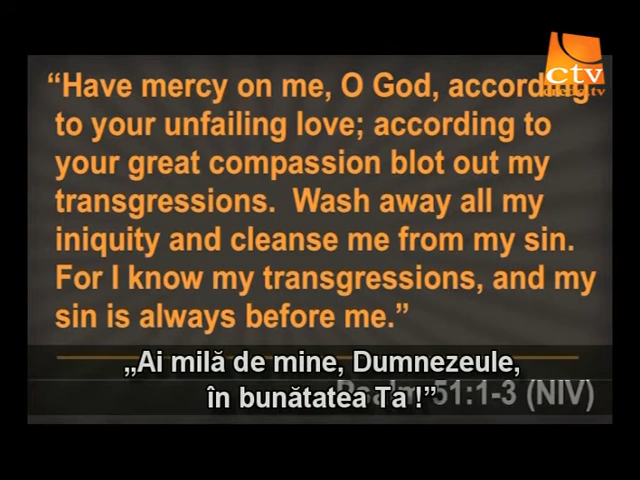 ctv
“Have mercy on me, O God, according
to your unfailing love; according to
your great compassion blot out my
transgressions.  Wash away all my
iniquity and cleanse me from my sin.
For I know my transgressions, and my
sin is always before me.”
„Ai milă de mine, Dumnezeule,
în bunătatea Ta !”
Psalm 51:1-3 (NIV)